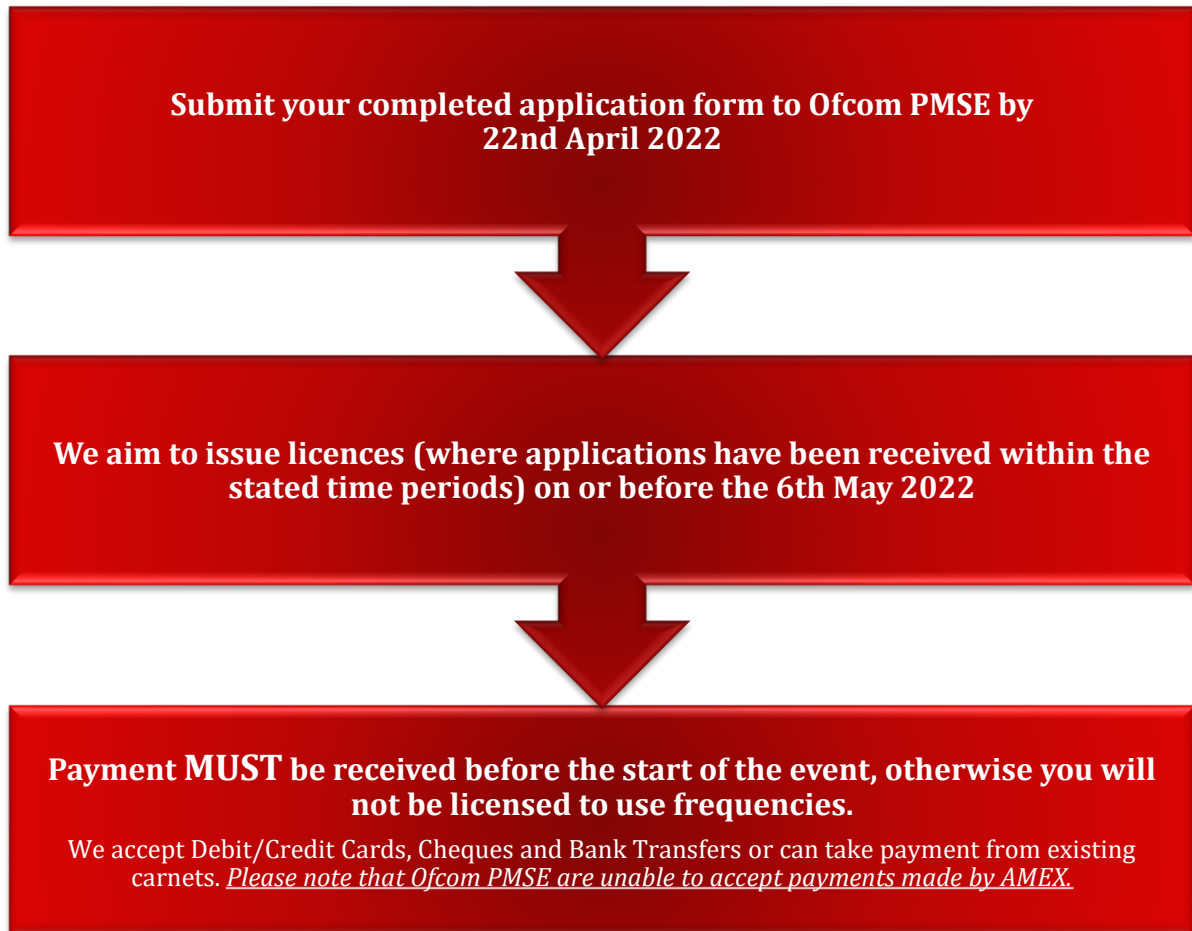 Submit your completed application form to Ofcom PMSE by
22nd April 2022
We aim to issue licences (where applications have been received within the
stated time periods) on or before the 6th May 2022
Payment MUST be received before the start of the event, otherwise you will
not be licensed to use frequencies.
We accept Debit/Credit Cards, Cheques and Bank Transfers or can take payment from existing
carnets. Please note that Ofcom PMSE are unable to accept payments made by AMEX.